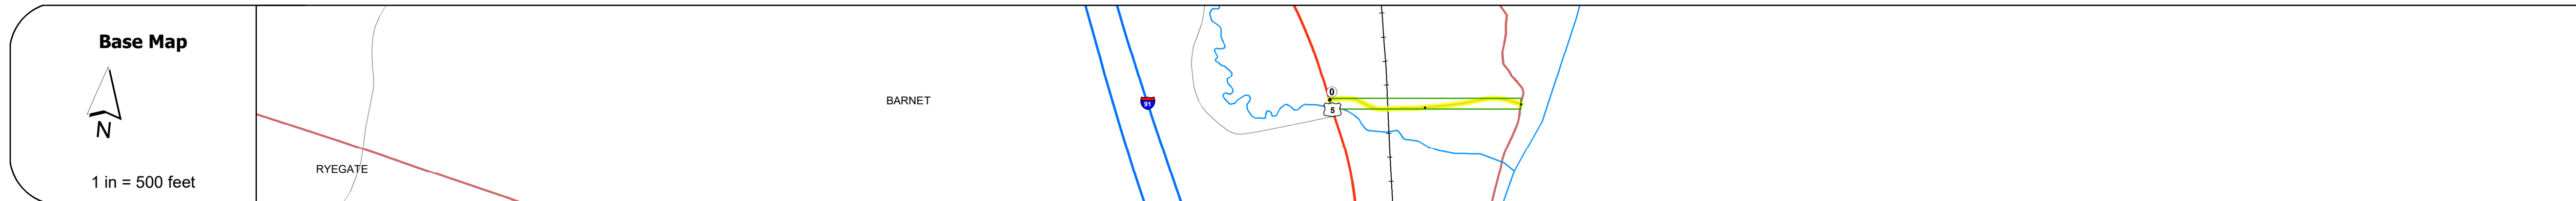 Base Map
N
1 in = 500 feet
RYEGATE
BARNET
91
0
5